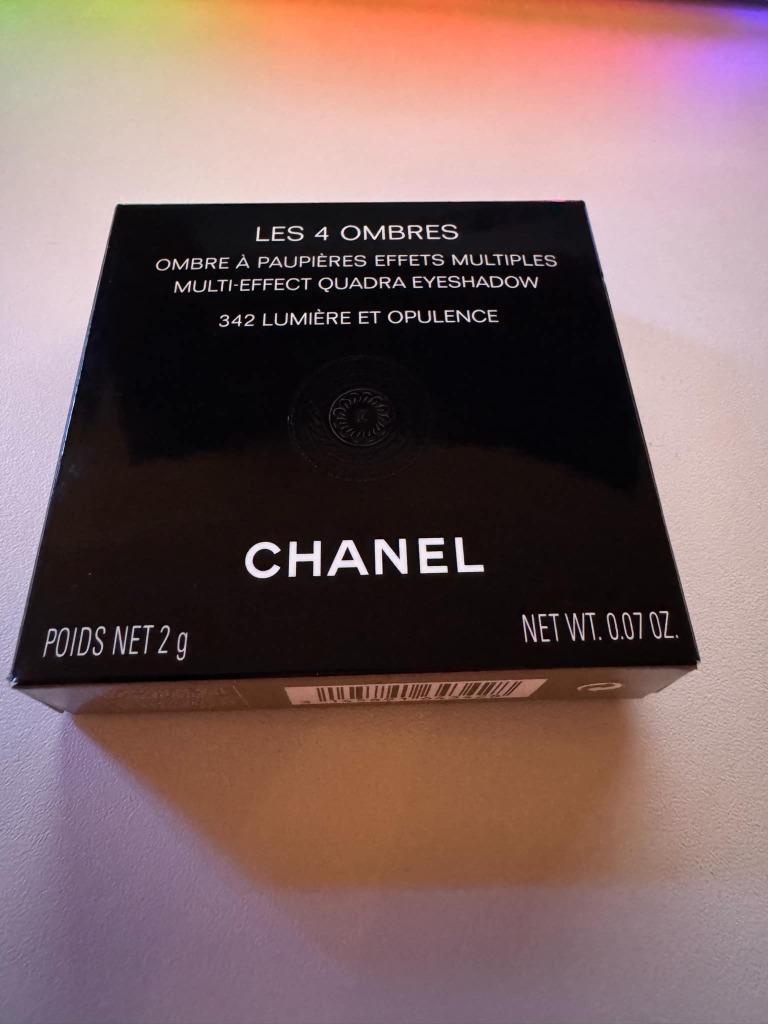 LES 4 OMBRES
OMBRE À PAUPIÈRES EFFETS MULTIPLES
MULTI-EFFECT QUADRA EYESHADOW
342 LUMIÈRE ET OPULENCE
CHANEL
POIDS NET 2 g
NET WT. 0.07 OZ.